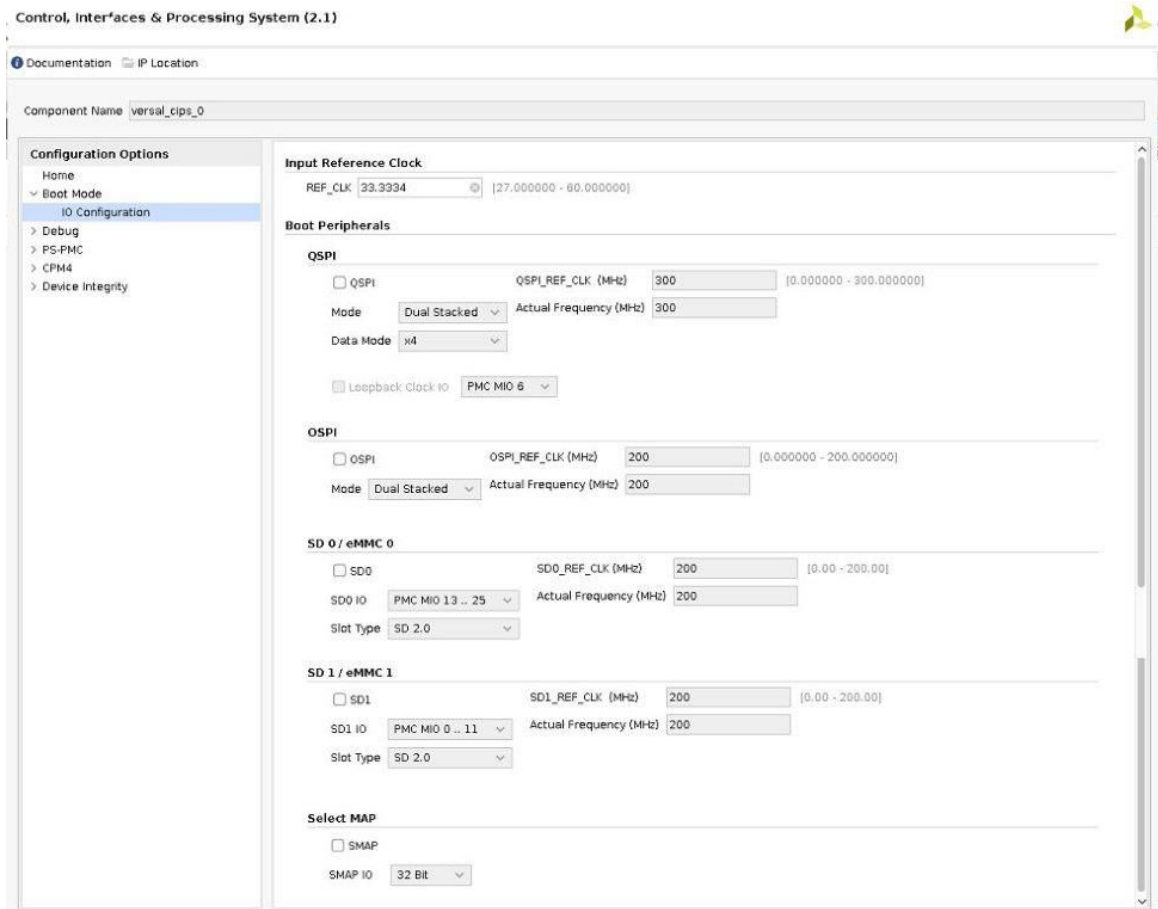 Control, Interfaces & Processing System (2.1)
Documentation IP Location
Component Name versal_cips_0
Configuration Options
Home
Boot Mode
IO Configuration
Debug
PS-PMC
CPM4
Device Integrity
Input Reference Clock
REF_CLK 33.3334 [27.000000 - 60.000000]
Boot Peripherals
QSPI
QSPI QSPI_REF_CLK (MHz) 300 [0.000000 - 300.000000]
Mode Dual Stacked Actual Frequency (MHz) 300
Data Mode x4
Loopback Clock IO PMC MIO 6
OSPI
OSPI OSPI_REF_CLK (MHz) 200 [0.000000 - 200.000000]
Mode Dual Stacked Actual Frequency (MHz) 200
SD 0 / eMMC 0
SD0 SD0_REF_CLK (MHz) 200 [0.00 - 200.00]
SD0 IO PMC MIO 13 .. 25 Actual Frequency (MHz) 200
Slot Type SD 2.0
SD 1 / eMMC 1
SD1 SD1_REF_CLK (MHz) 200 [0.00 - 200.00]
SD1 IO PMC MIO 0 .. 11 Actual Frequency (MHz) 200
Slot Type SD 2.0
Select MAP
SMAP
SMAP IO 32 Bit